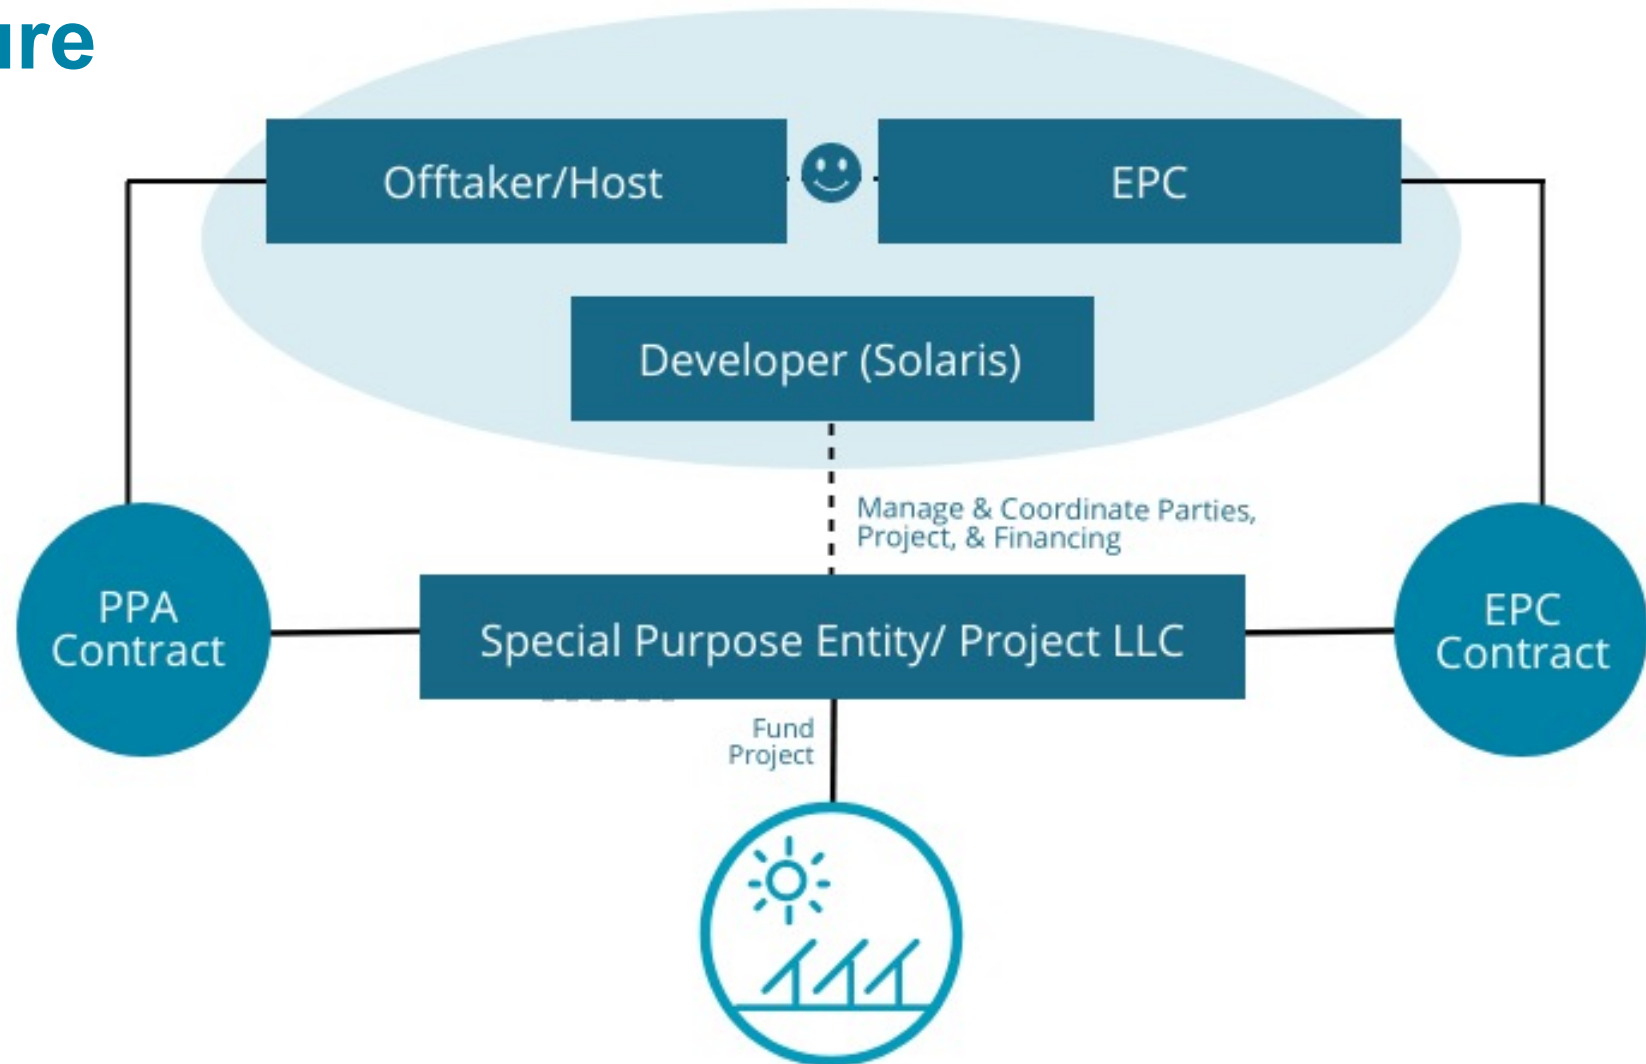 ure
Offtaker/Host
EPC
Developer (Solaris)
Manage & Coordinate Parties,
Project, & Financing
PPA
Contract
Special Purpose Entity/ Project LLC
EPC
Contract
Fund
Project